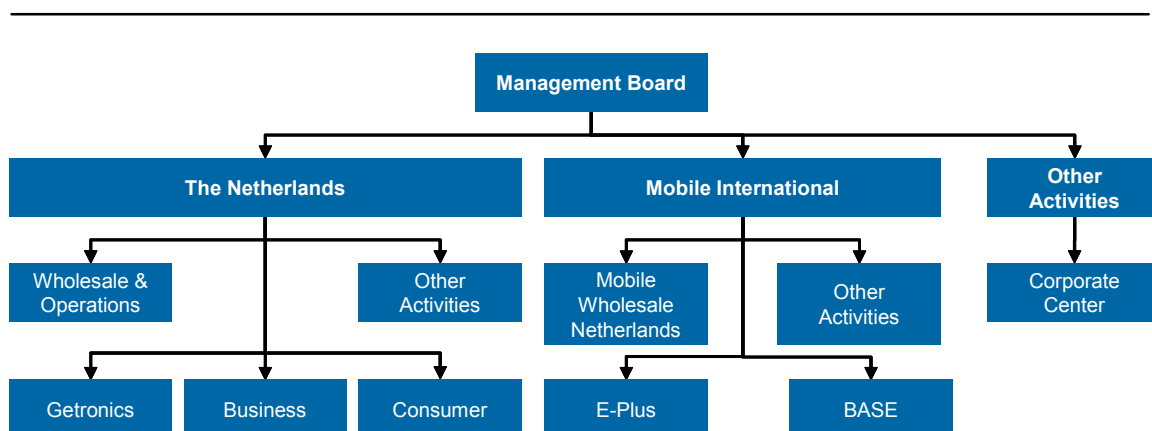 Management Board
The Netherlands
Mobile International
Other
Activities
Wholesale &
Operations
Other
Activities
Mobile
Wholesale
Netherlands
Other
Activities
Corporate
Center
Getronics
Business
Consumer
E-Plus
BASE